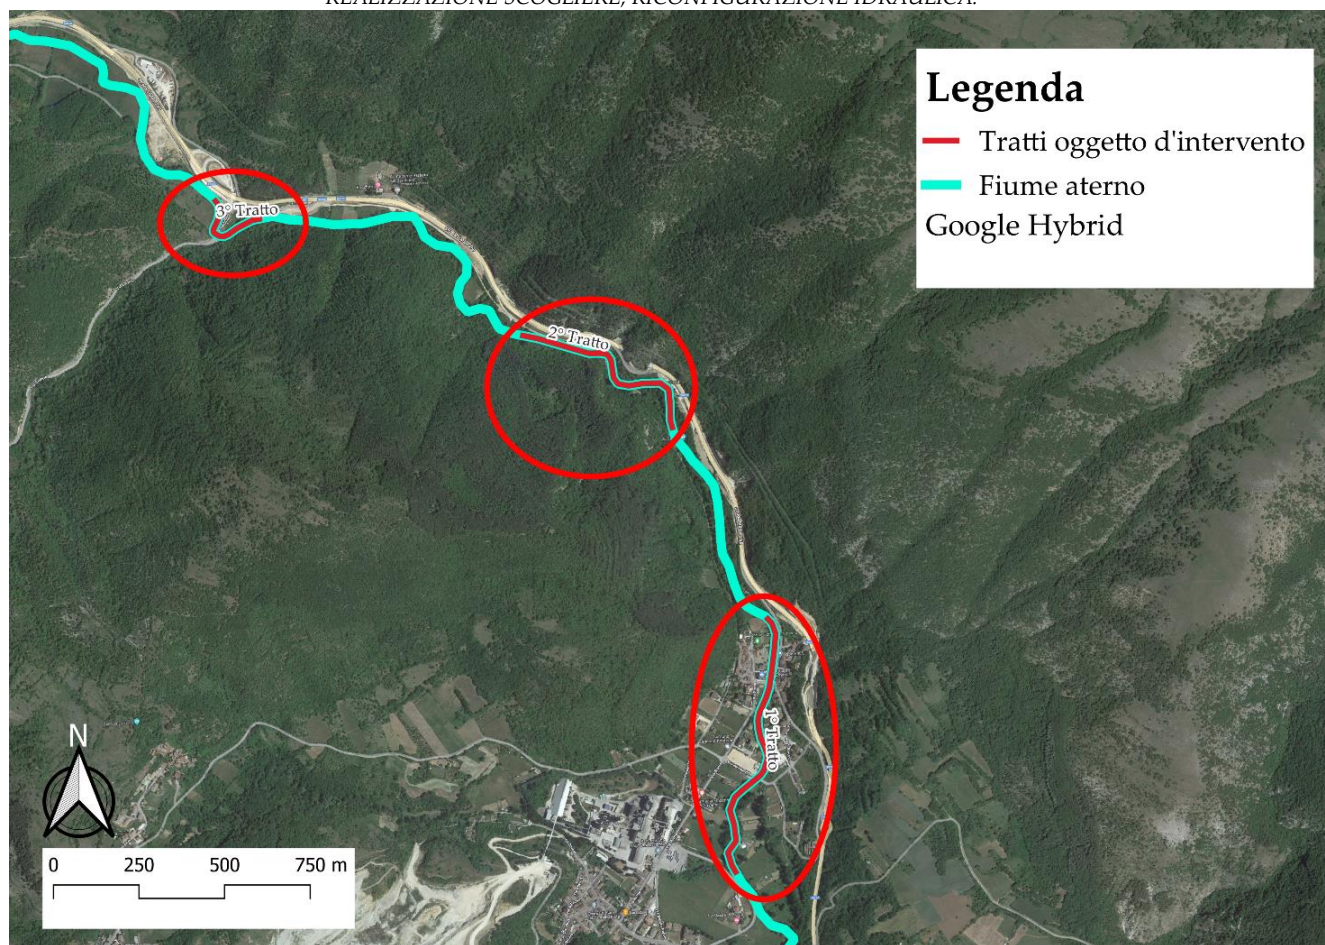 REALIZZAZIONE SCOGLIERE, RICONFIGURAZIONE IDRAULICA.
Legenda
Tratti oggetto d'intervento
Fiume aterno
Google Hybrid
3° Tratto
2° Tratto
1° Tratto
N
0 250 500 750 m